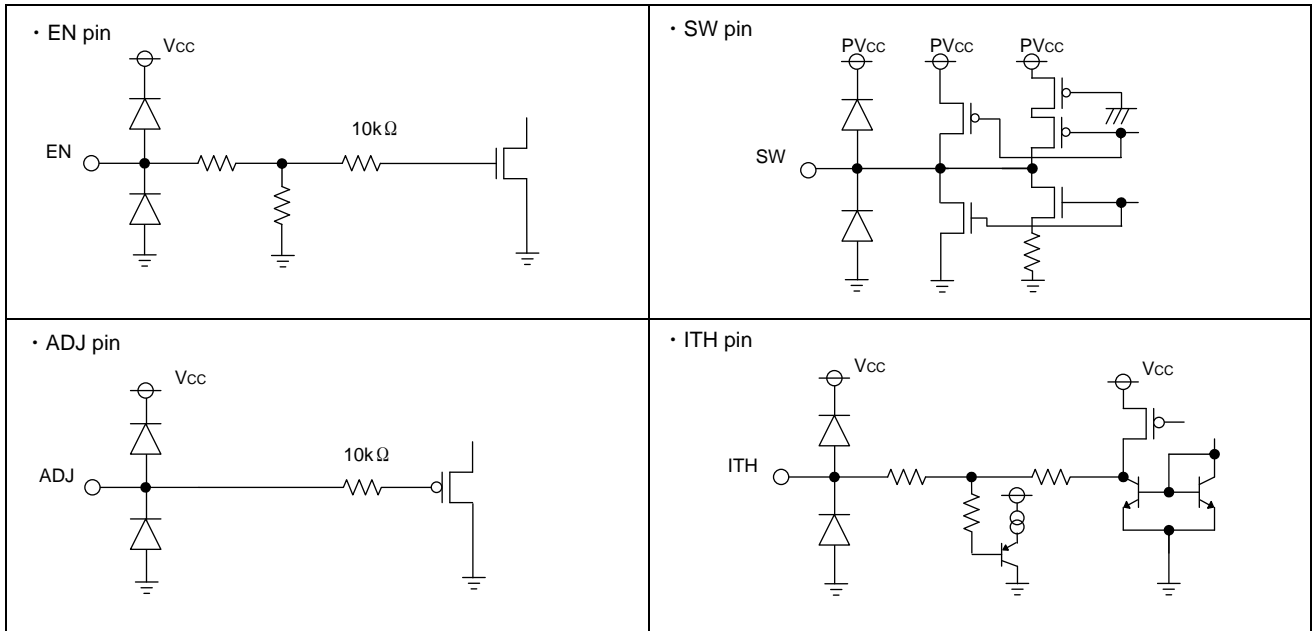 ・EN pin
Vcc
10kΩ
EN
・SW pin
PVcc PVcc PVcc
SW
・ADJ pin
Vcc
10kΩ
ADJ
・ITH pin
Vcc Vcc
ITH